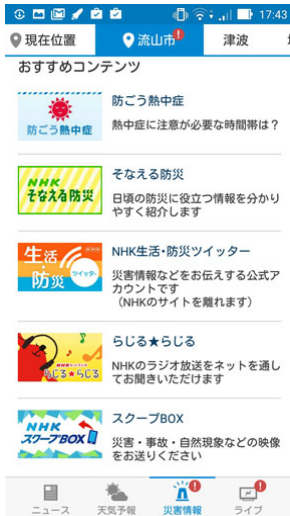 17:43
現在位置
流山市
津波
おすすめコンテンツ
防ごう熱中症
防ごう熱中症
熱中症に注意が必要な時間帯は？
NHK
そなえる防災
そなえる防災
日頃の防災に役立つ情報を分かり
やすく紹介します
生活・
防災
ツイッター
NHK生活・防災ツイッター
災害情報などをお伝えする公式ア
カウントです
（NHKのサイトを離れます）
らじる★らじる
らじる★らじる
NHKのラジオ放送をネットを通し
てお聞きいただけます
NHK
スクープBOX
スクープBOX
災害・事故・自然現象などの映像
をお送りください
ニュース
天気予報
災害情報
ライブ